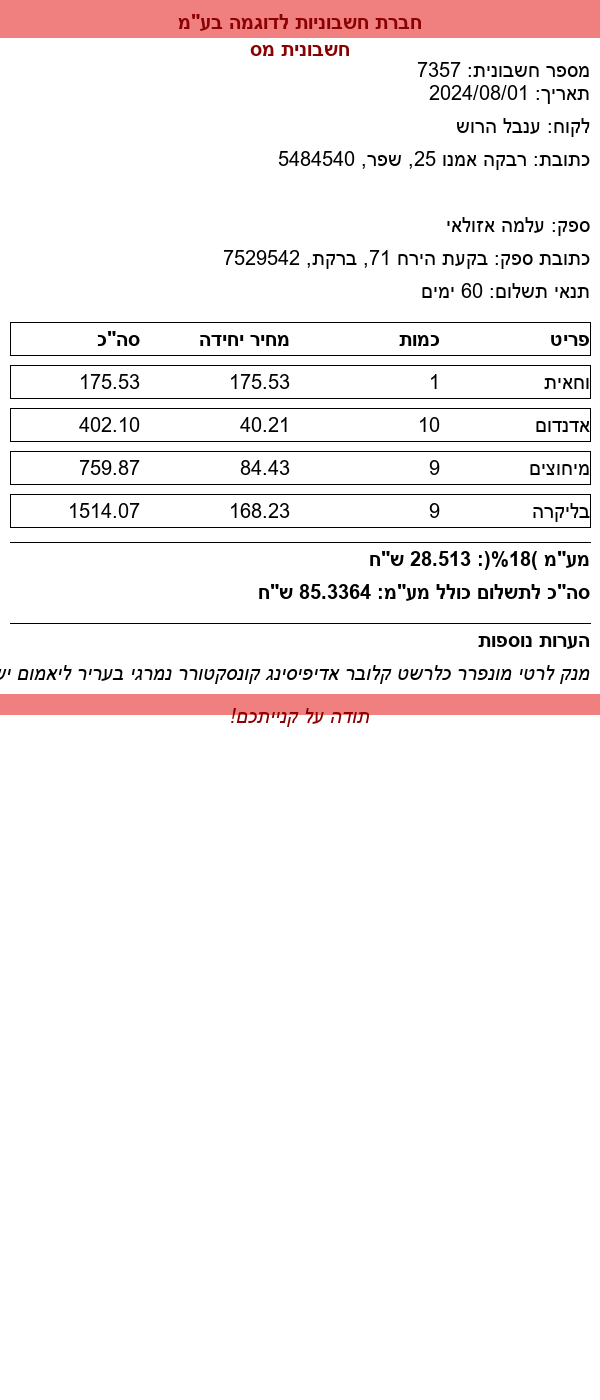 חברת חשבוניות לדוגמה בע"מ
חשבונית מס
מספר חשבונית: 7357
תאריך: 2024/08/01
לקוח: ענבל הרוש
כתובת: רבקה אמנו 25, שפר, 5484540
ספק: עלמה אזולאי
כתובת ספק: בקעת הירח 71, ברקת, 7529542
תנאי תשלום: 60 ימים
פריט כמות מחיר יחידה סה"כ
וחאית 1 175.53 175.53
אדנדום 10 40.21 402.10
מיחוצים 9 84.43 759.87
בליקרה 9 168.23 1514.07
מע"מ )18%(: 28.513 ש"ח
סה"כ לתשלום כולל מע"מ: 85.3364 ש"ח
הערות נוספות
מנק לרטי מונפרר כלרשט קלובר אדיפיסינג קונסקטורר נמרגי בעריר ליאמום
תודה על קנייתכם!